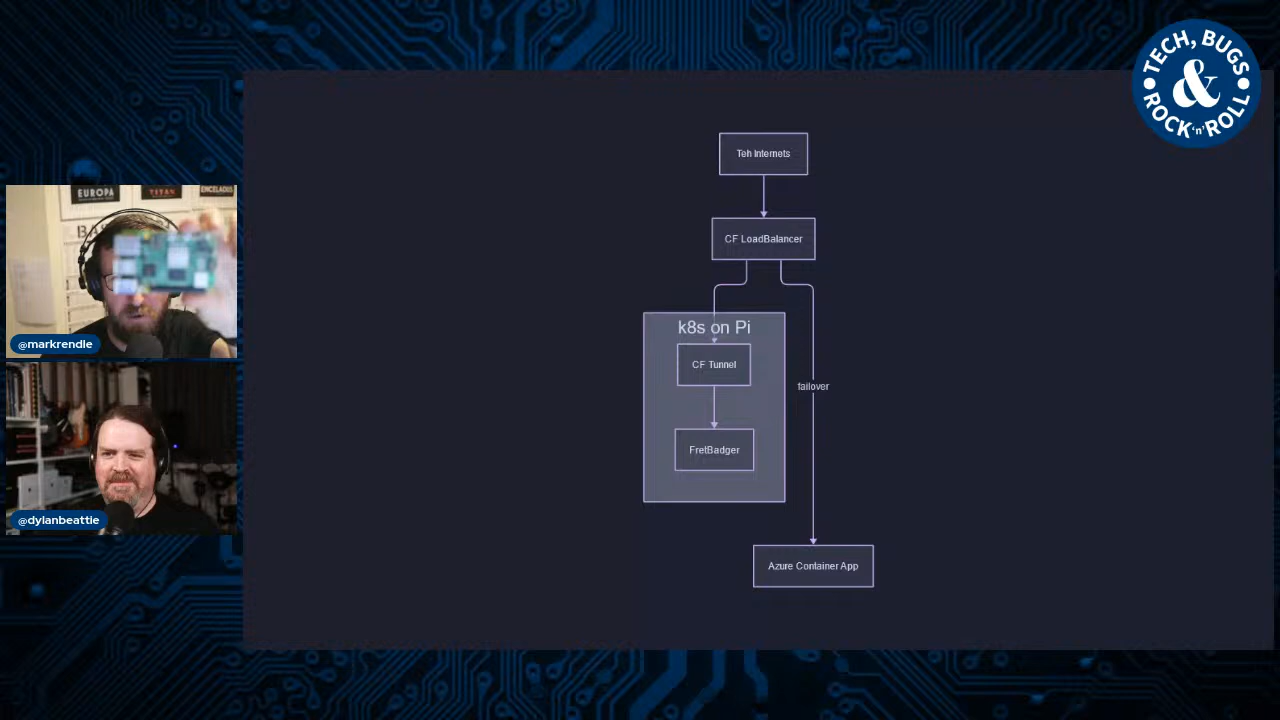 TECH, BUGS
&
ROCK 'n' ROLL
EUROPA
TITAN
ENCELADUS
@markrendle
@dylanbeattie
Teh Internets
CF LoadBalancer
k8s on Pi
CF Tunnel
failover
FretBadger
Azure Container App